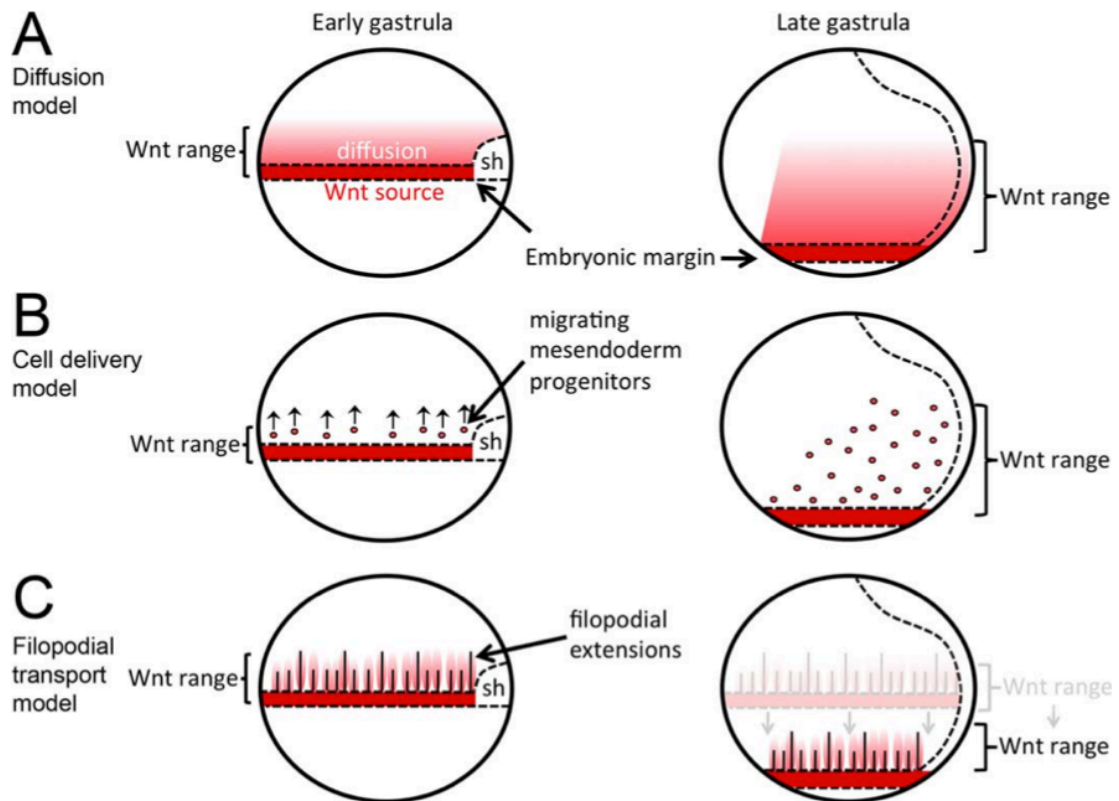 Early gastrula
Late gastrula
A
Diffusion
model
Wnt range
diffusion
sh
Wnt source
Embryonic margin
Wnt range
B
Cell delivery
model
migrating
mesendoderm
progenitors
Wnt range
sh
Wnt range
C
Filopodial
transport
model
Wnt range
filopodial
extensions
sh
Wnt range
Wnt range